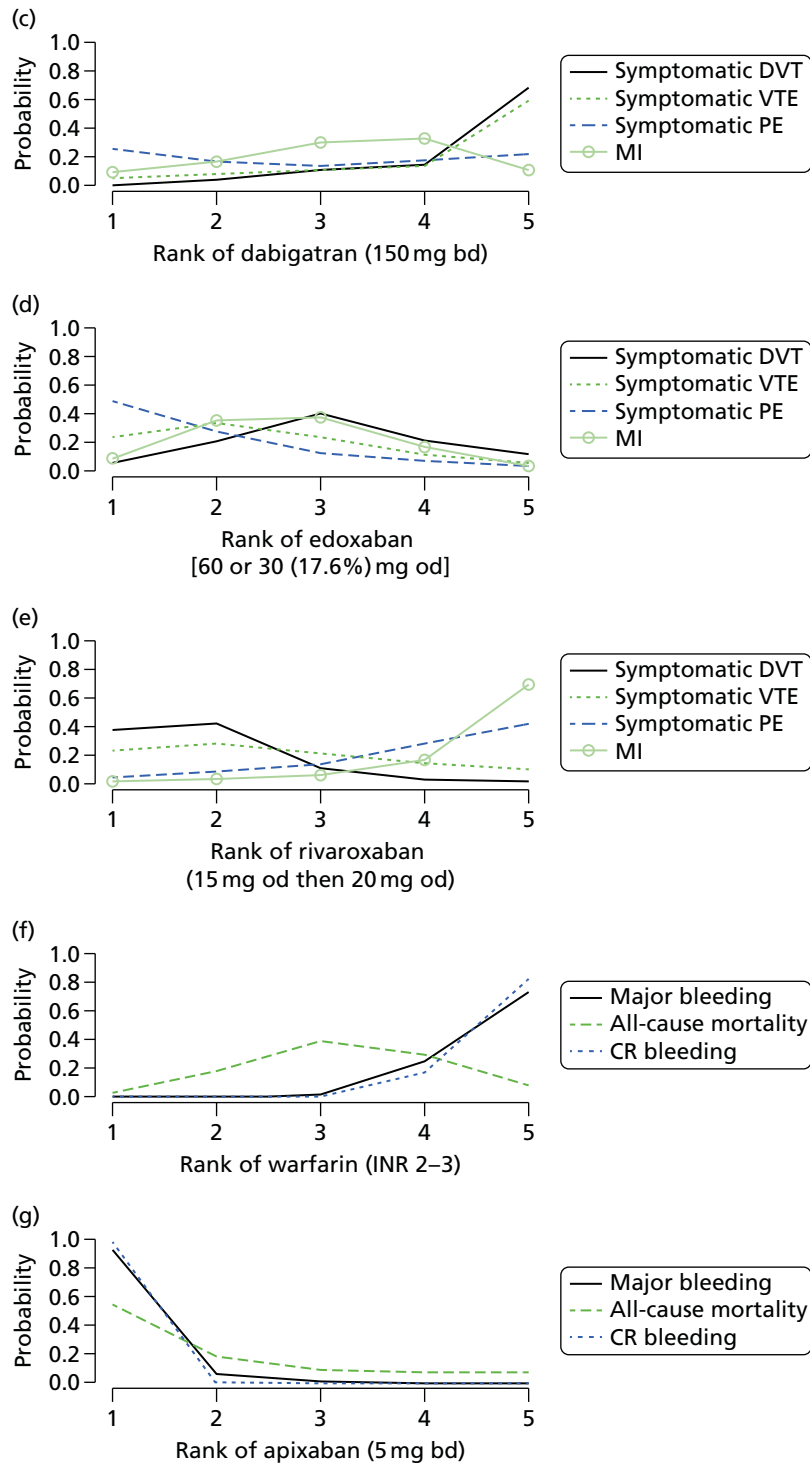 (c)
1.0
0.8
0.6
0.4
0.2
0.0
Probability
1 2 3 4 5
Rank of dabigatran (150 mg bd)
Symptomatic DVT
Symptomatic VTE
Symptomatic PE
MI
(d)
1.0
0.8
0.6
0.4
0.2
0.0
Probability
1 2 3 4 5
Rank of edoxaban
[60 or 30 (17.6%) mg od]
Symptomatic DVT
Symptomatic VTE
Symptomatic PE
MI
(e)
1.0
0.8
0.6
0.4
0.2
0.0
Probability
1 2 3 4 5
Rank of rivaroxaban
(15 mg od then 20 mg od)
Symptomatic DVT
Symptomatic VTE
Symptomatic PE
MI
(f)
1.0
0.8
0.6
0.4
0.2
0.0
Probability
1 2 3 4 5
Rank of warfarin (INR 2–3)
Major bleeding
All-cause mortality
CR bleeding
(g)
1.0
0.8
0.6
0.4
0.2
0.0
Probability
1 2 3 4 5
Rank of apixaban (5 mg bd)
Major bleeding
All-cause mortality
CR bleeding